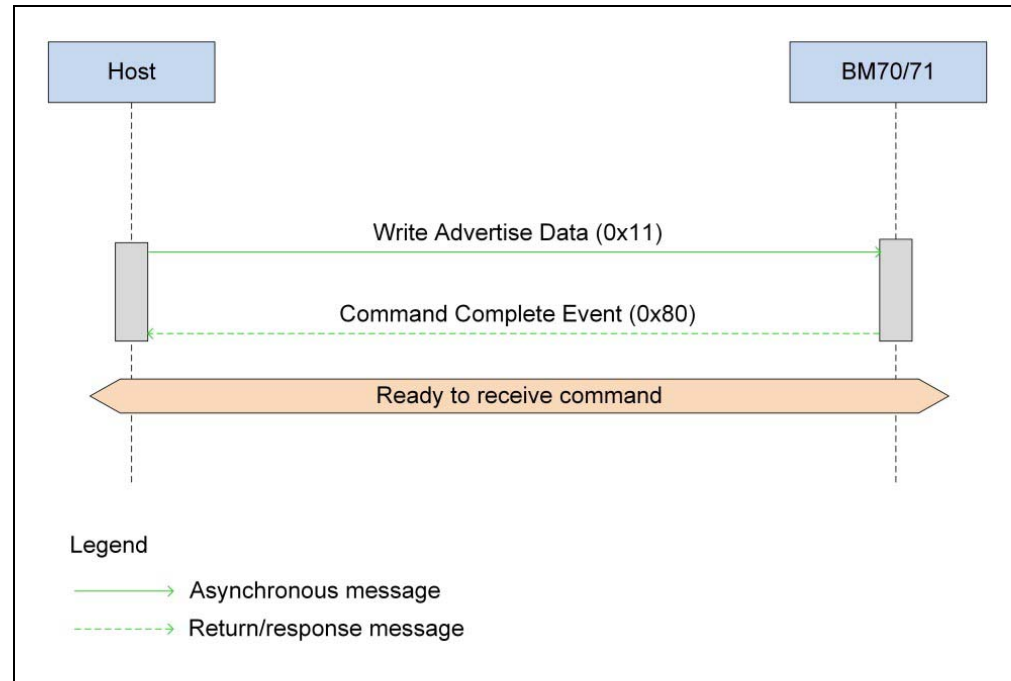 Host
BM70/71
Write Advertise Data (0x11)
Command Complete Event (0x80)
Ready to receive command
Legend
Asynchronous message
Return/response message